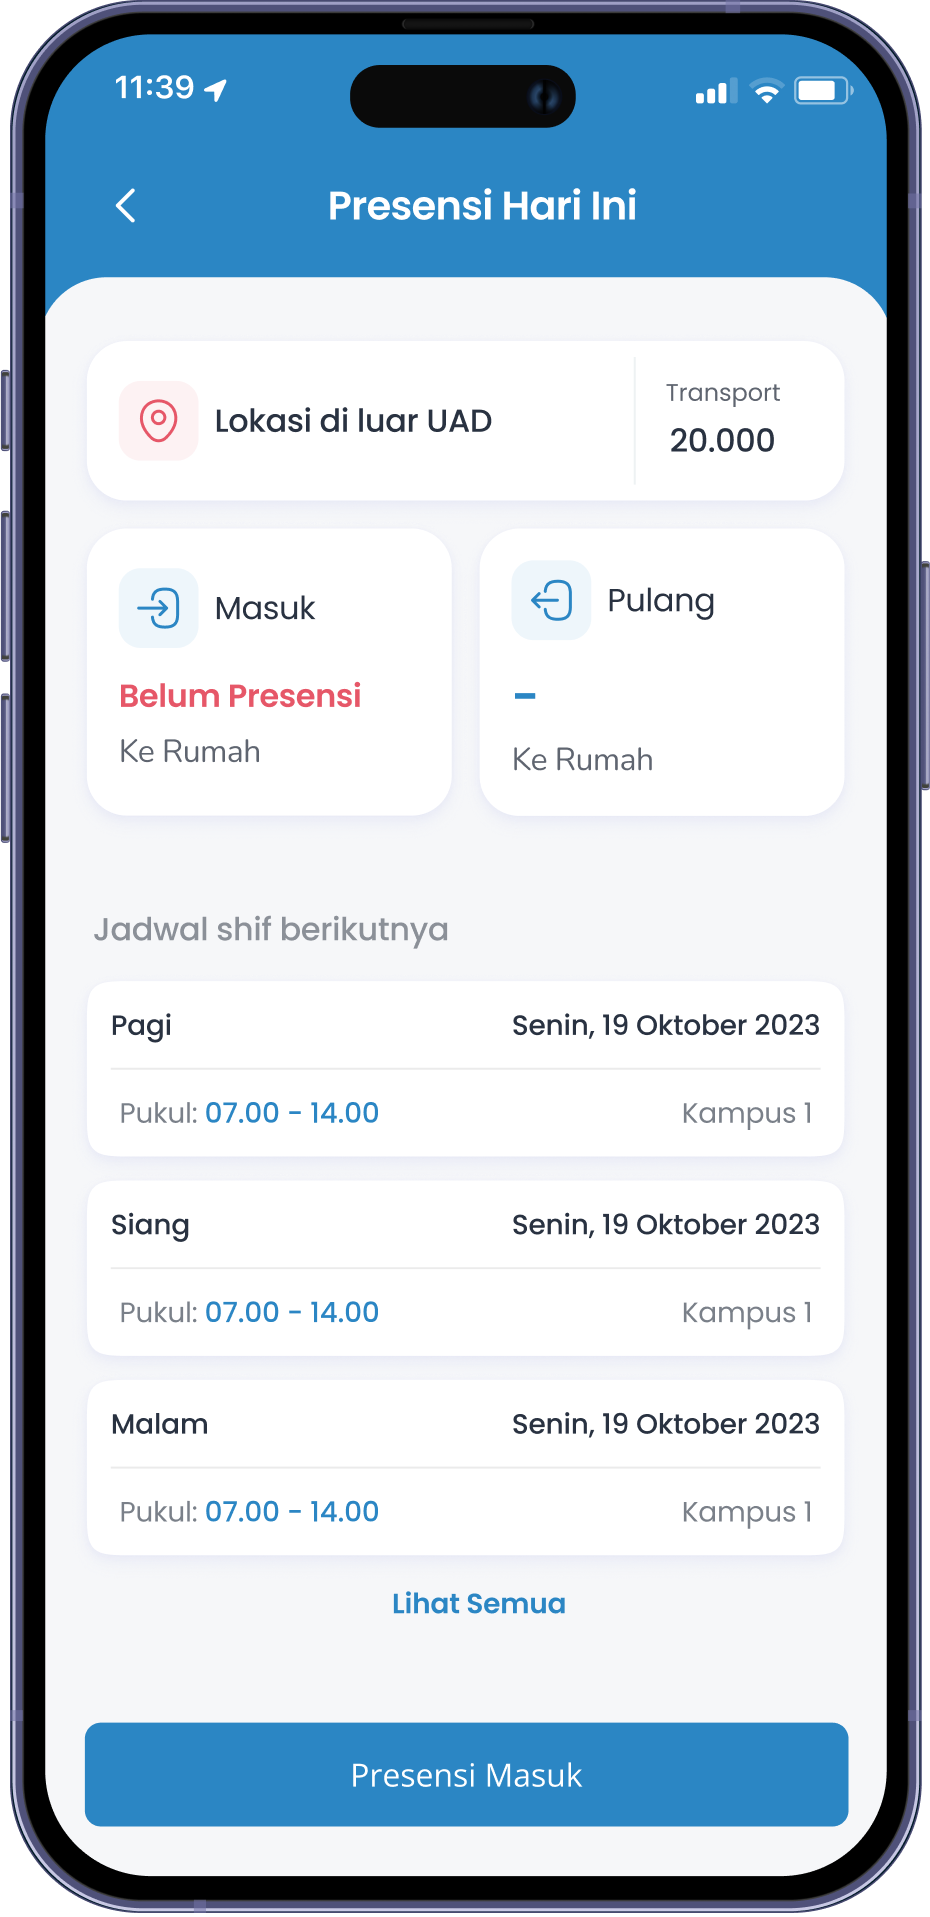 11:39
Presensi Hari Ini
Lokasi di luar UAD
Transport
20.000
Masuk
Belum Presensi
Ke Rumah
Pulang
-
Ke Rumah
Jadwal shif berikutnya
Pagi
Senin, 19 Oktober 2023
Pukul: 07.00 - 14.00
Kampus 1
Siang
Senin, 19 Oktober 2023
Pukul: 07.00 - 14.00
Kampus 1
Malam
Senin, 19 Oktober 2023
Pukul: 07.00 - 14.00
Kampus 1
Lihat Semua
Presensi Masuk